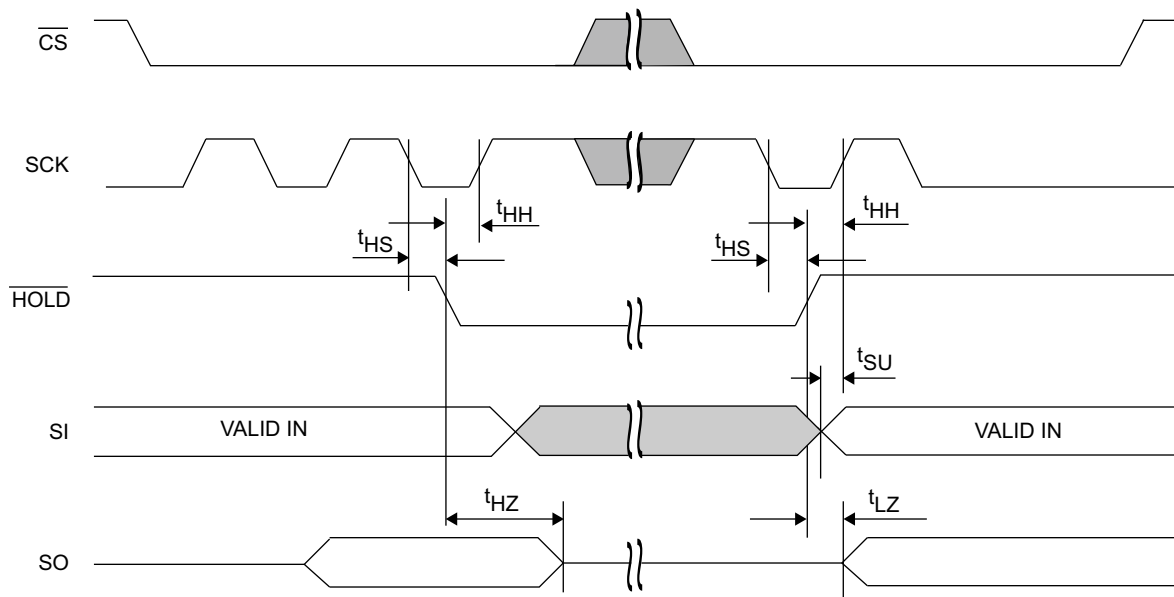 CS
SCK
tHH
tHH
tHS
tHS
HOLD
tSU
SI
VALID IN
VALID IN
tHZ
tLZ
SO